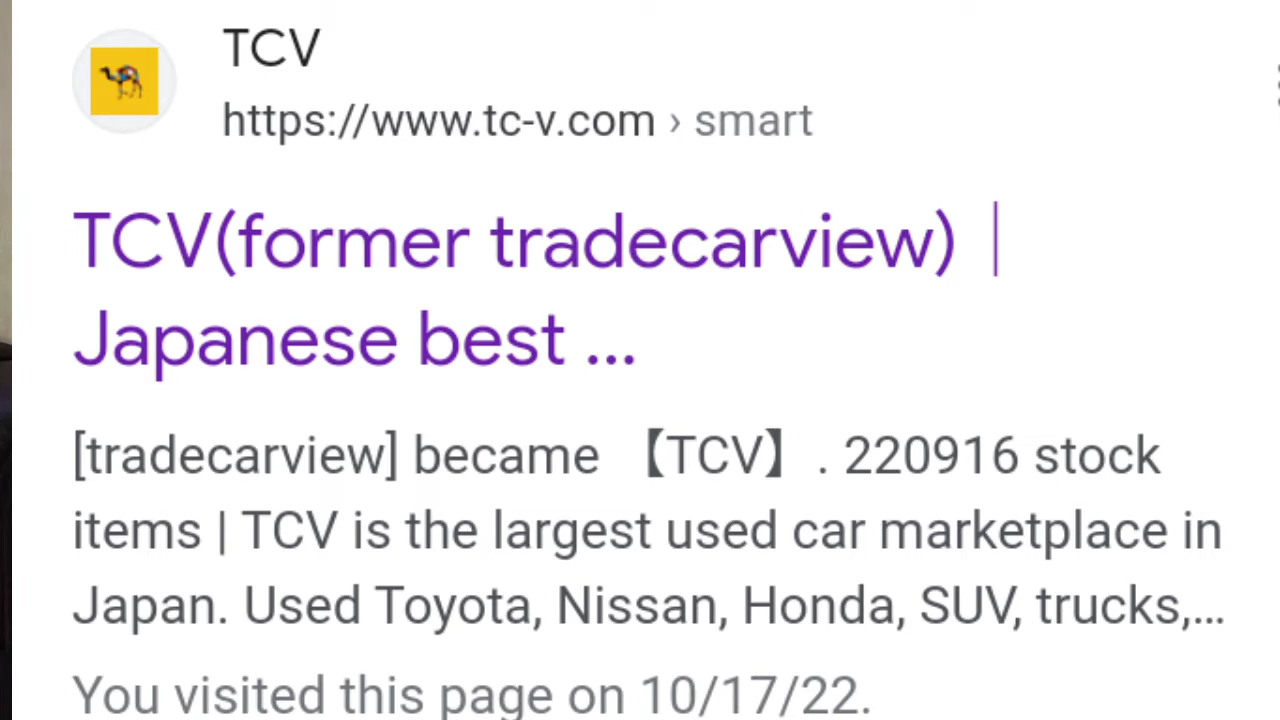 TCV
https://www.tc-v.com › smart
TCV(former tradecarview)｜
Japanese best ...
[tradecarview] became 【TCV】 . 220916 stock
items | TCV is the largest used car marketplace in
Japan. Used Toyota, Nissan, Honda, SUV, trucks,...
You visited this page on 10/17/22.